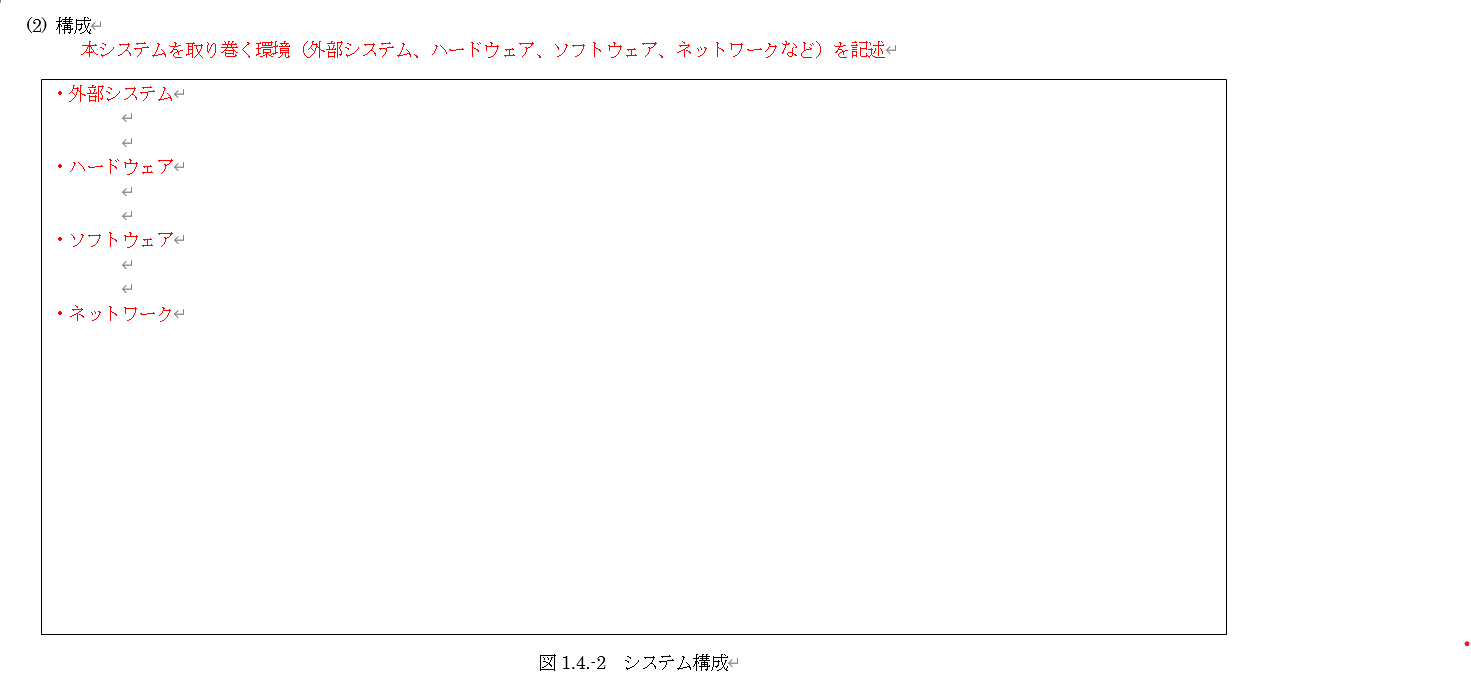 (2) 構成↵
本システムを取り巻く環境（外部システム、ハードウェア、ソフトウェア、ネットワークなど）を記述↵
・外部システム↵
↵
↵
・ハードウェア↵
↵
↵
・ソフトウェア↵
↵
↵
・ネットワーク↵
図 1.4.-2　システム構成↵